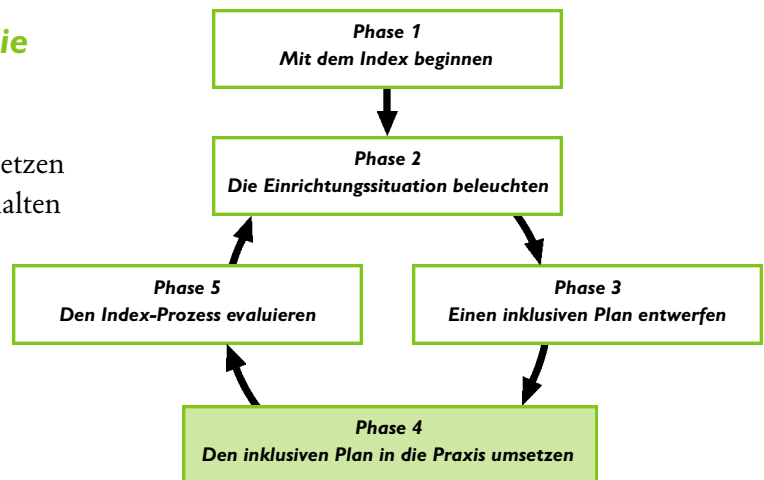 ie
etzen
alten
Phase 1
Mit dem Index beginnen
Phase 2
Die Einrichtungssituation beleuchten
Phase 5
Den Index-Prozess evaluieren
Phase 3
Einen inklusiven Plan entwerfen
Phase 4
Den inklusiven Plan in die Praxis umsetzen